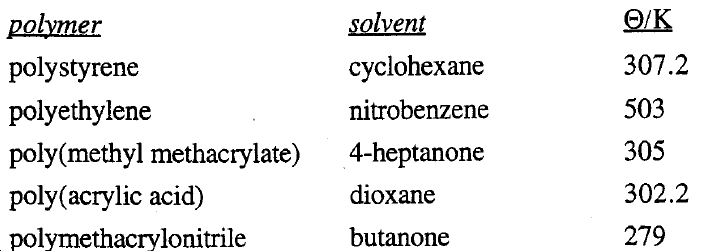 polymer solvent Θ/K
polystyrene cyclohexane 307.2
polyethylene nitrobenzene 503
poly(methyl methacrylate) 4-heptanone 305
poly(acrylic acid) dioxane 302.2
polymethacrylonitrile butanone 279